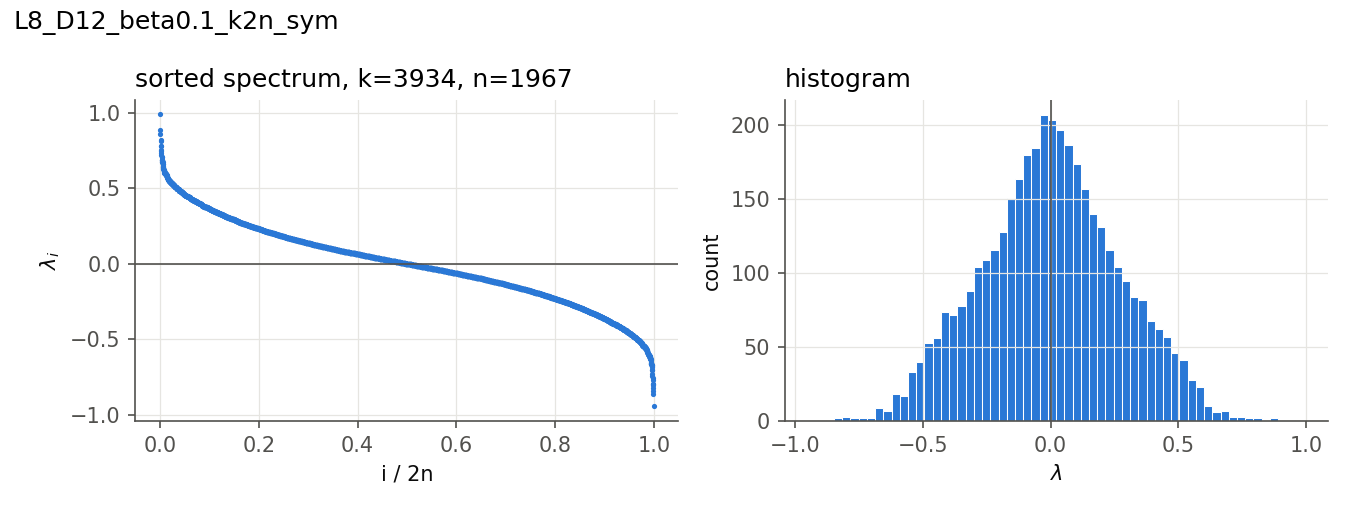 L8_D12_beta0.1_k2n_sym
sorted spectrum, k=3934, n=1967
1.0
0.5
0.0
−0.5
−1.0
λi
0.0 0.2 0.4 0.6 0.8 1.0
i / 2n
histogram
200
150
100
50
0
count
−1.0 −0.5 0.0 0.5 1.0
λ